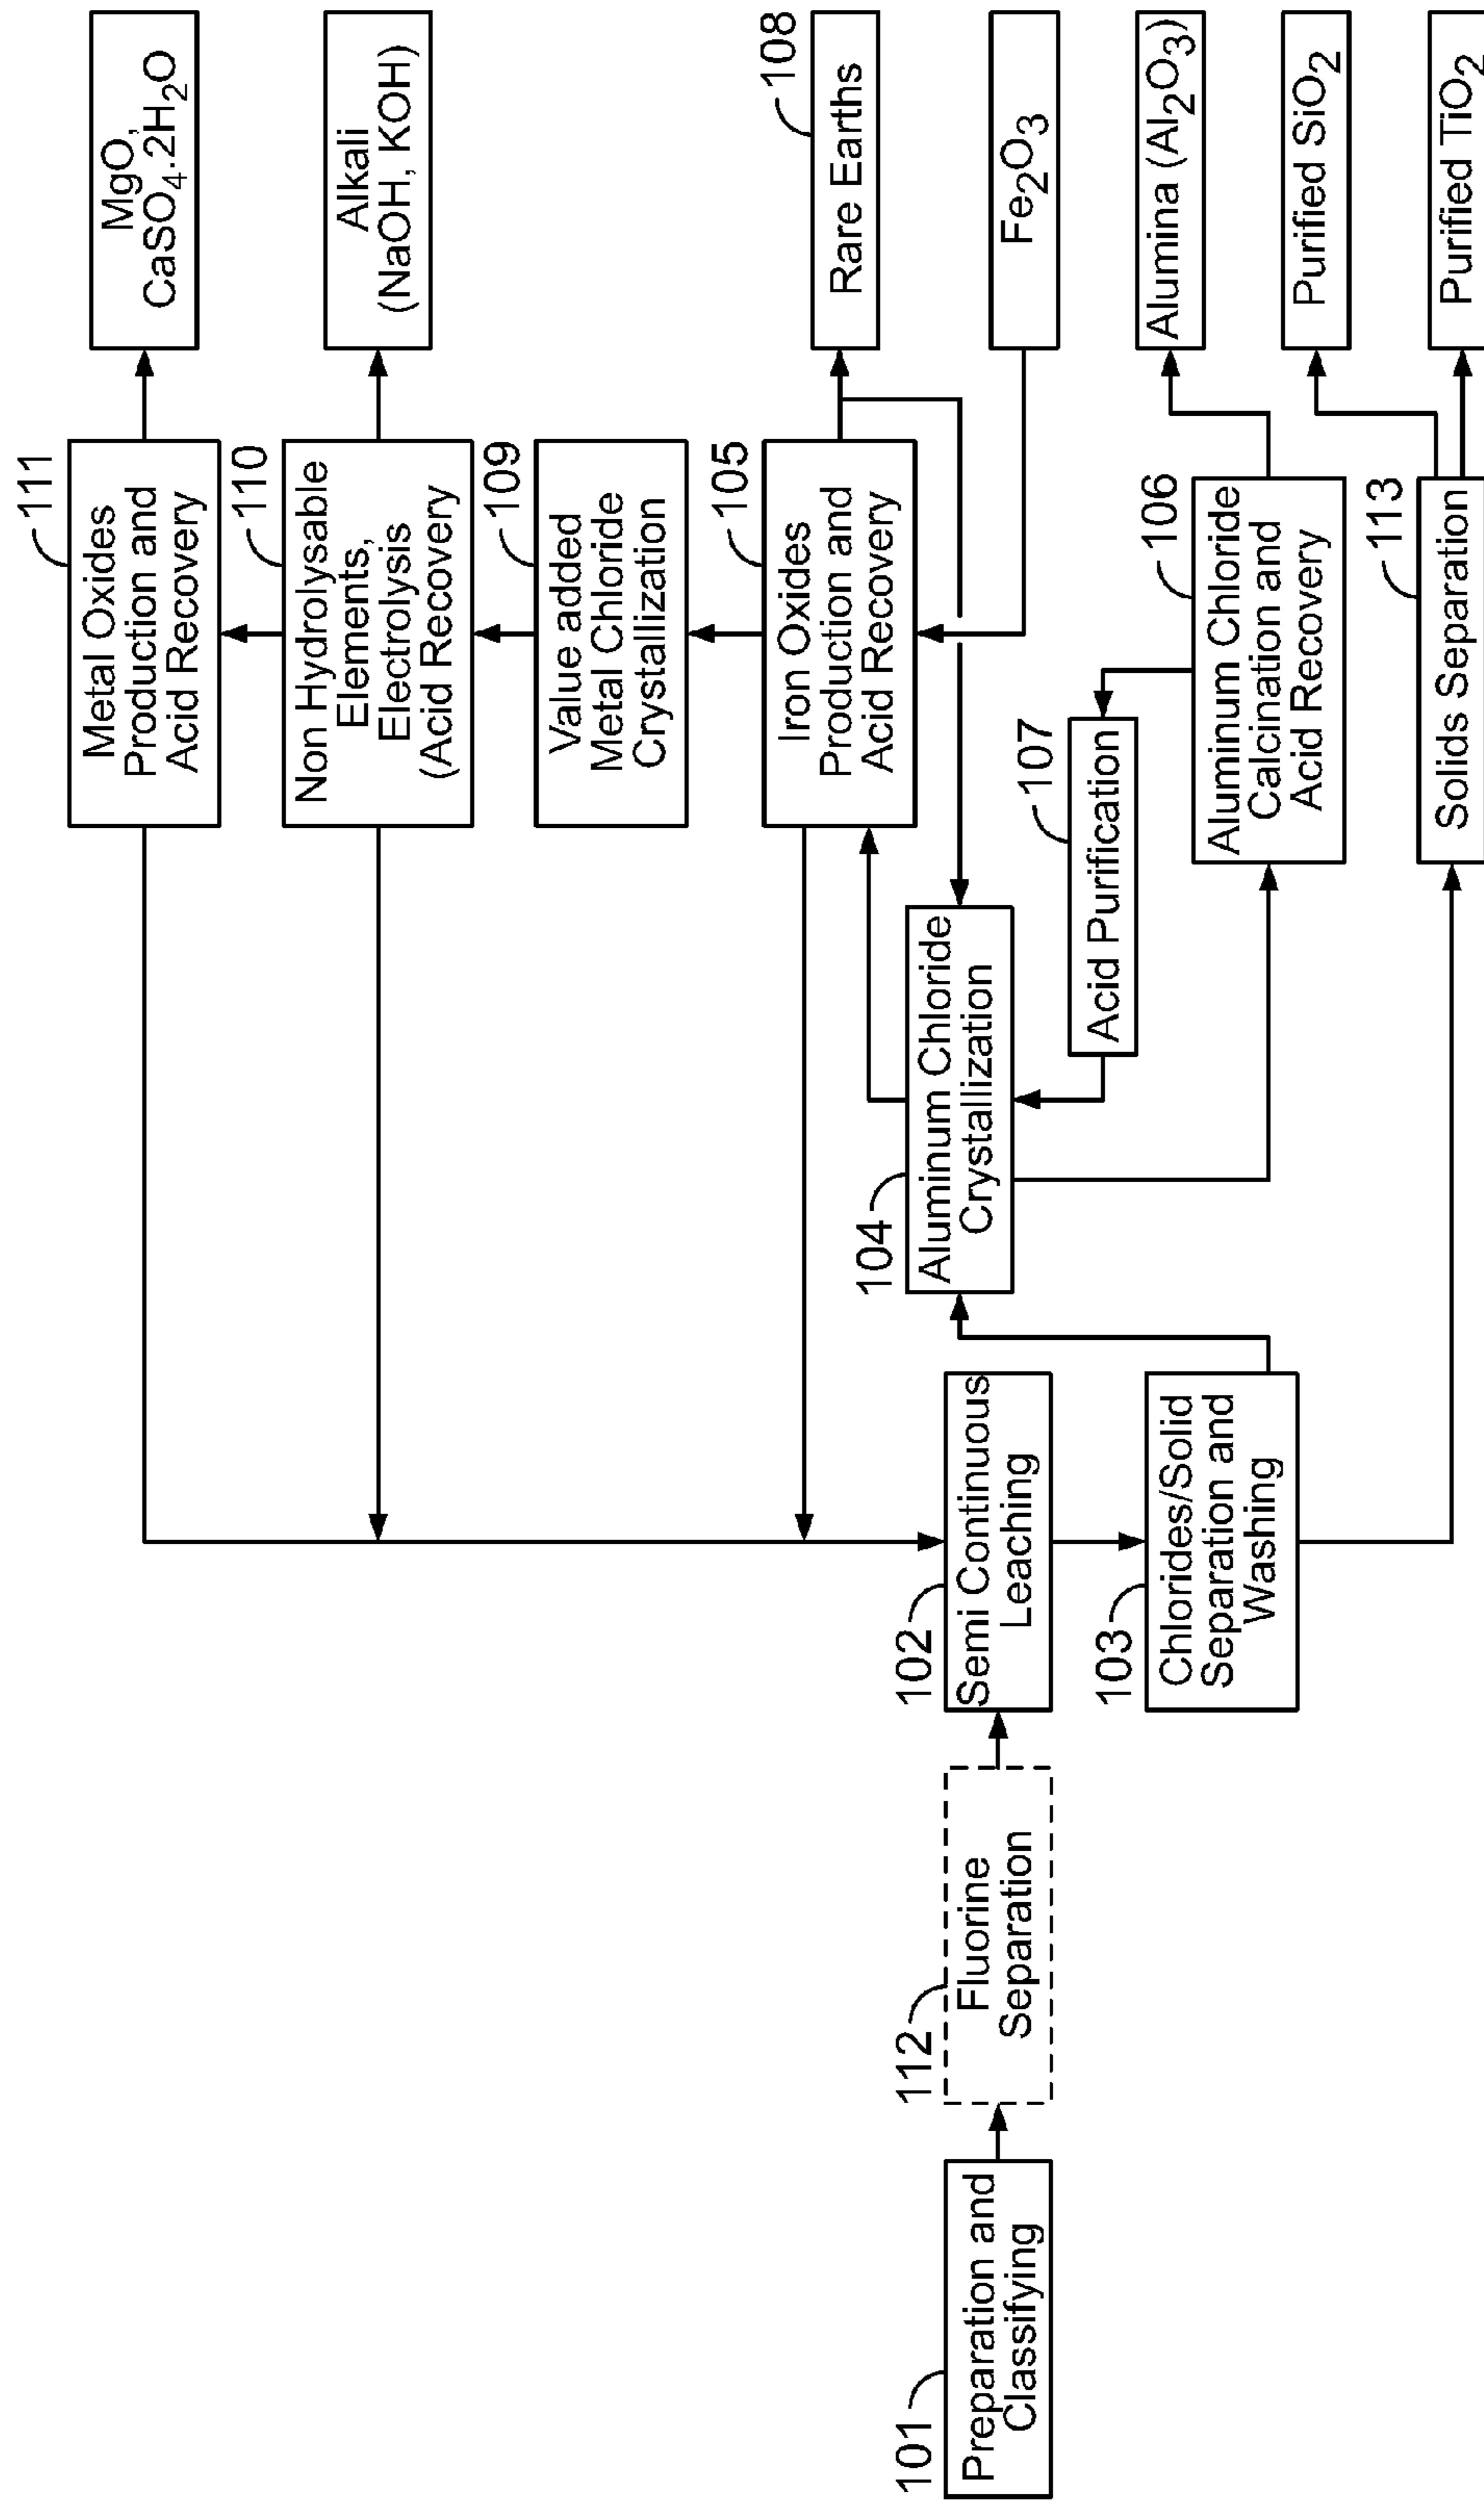 111
Metal Oxides
Production and
Acid Recovery
MgO,
CaSO4.2H2O
110
Non Hydrolysable
Elements,
Electrolysis
(Acid Recovery
Alkali
(NaOH, KOH)
109
Value added
Metal Chloride
Crystallization
105
Iron Oxides
Production and
Acid Recovery
108
Rare Earths
Fe2O3
101
Preparation and
Classifying
112
Fluorine
Separation
102
Semi Continuous
Leaching
104
Aluminum Chloride
Crystallization
107
Acid Purification
103
Chlorides/Solid
Separation and
Washing
106
Aluminum Chloride
Calcination and
Acid Recovery
Alumina (Al2O3)
Purified SiO2
113
Solids Separation
Purified TiO2